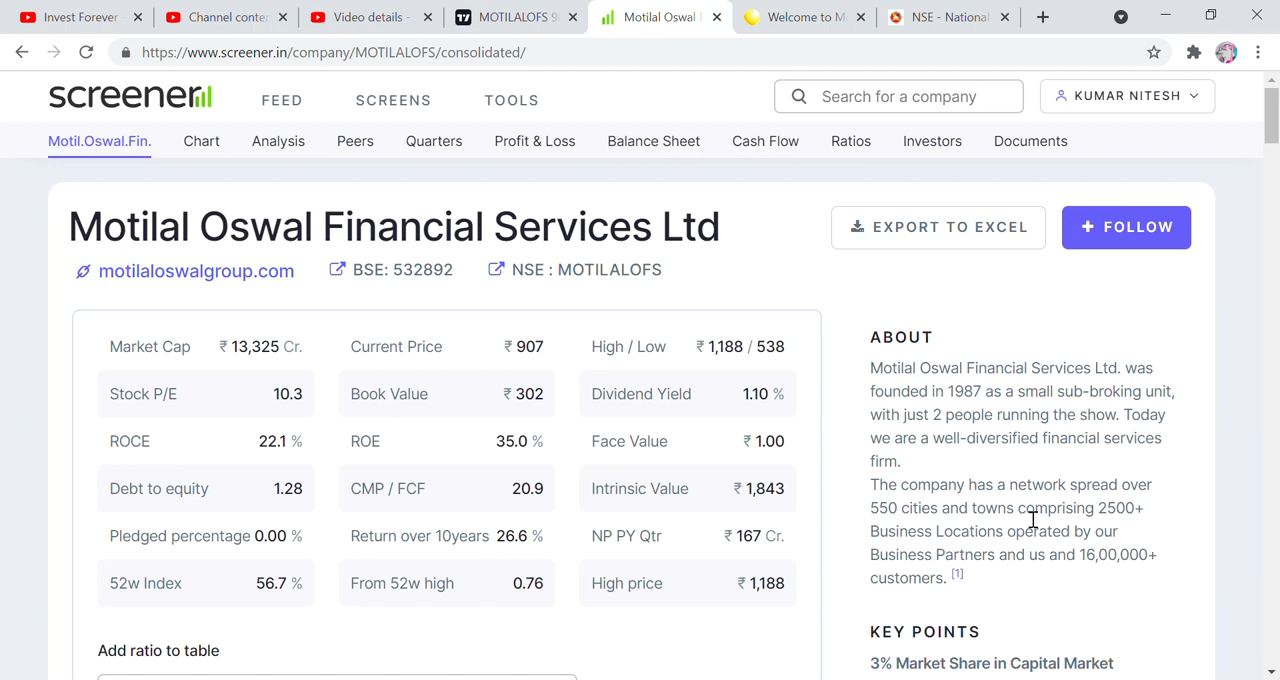 Invest Forever
Channel conten
Video details -
MOTILALOFS 9
Motilal Oswal F
Welcome to M
NSE - National
https://www.screener.in/company/MOTILALOFS/consolidated/
screener
FEED
SCREENS
TOOLS
Search for a company
KUMAR NITESH
Motil.Oswal.Fin.
Chart
Analysis
Peers
Quarters
Profit & Loss
Balance Sheet
Cash Flow
Ratios
Investors
Documents
Motilal Oswal Financial Services Ltd
EXPORT TO EXCEL
+ FOLLOW
motilaloswalgroup.com
BSE: 532892
NSE : MOTILALOFS
Market Cap ₹ 13,325 Cr.
Current Price ₹ 907
High / Low ₹ 1,188 / 538
Stock P/E 10.3
Book Value ₹ 302
Dividend Yield 1.10 %
ROCE 22.1 %
ROE 35.0 %
Face Value ₹ 1.00
Debt to equity 1.28
CMP / FCF 20.9
Intrinsic Value ₹ 1,843
Pledged percentage 0.00 %
Return over 10years 26.6 %
NP PY Qtr ₹ 167 Cr.
52w Index 56.7 %
From 52w high 0.76
High price ₹ 1,188
Add ratio to table
ABOUT
Motilal Oswal Financial Services Ltd. was
founded in 1987 as a small sub-broking unit,
with just 2 people running the show. Today
we are a well-diversified financial services
firm.
The company has a network spread over
550 cities and towns comprising 2500+
Business Locations operated by our
Business Partners and us and 16,00,000+
customers. [1]
KEY POINTS
3% Market Share in Capital Market